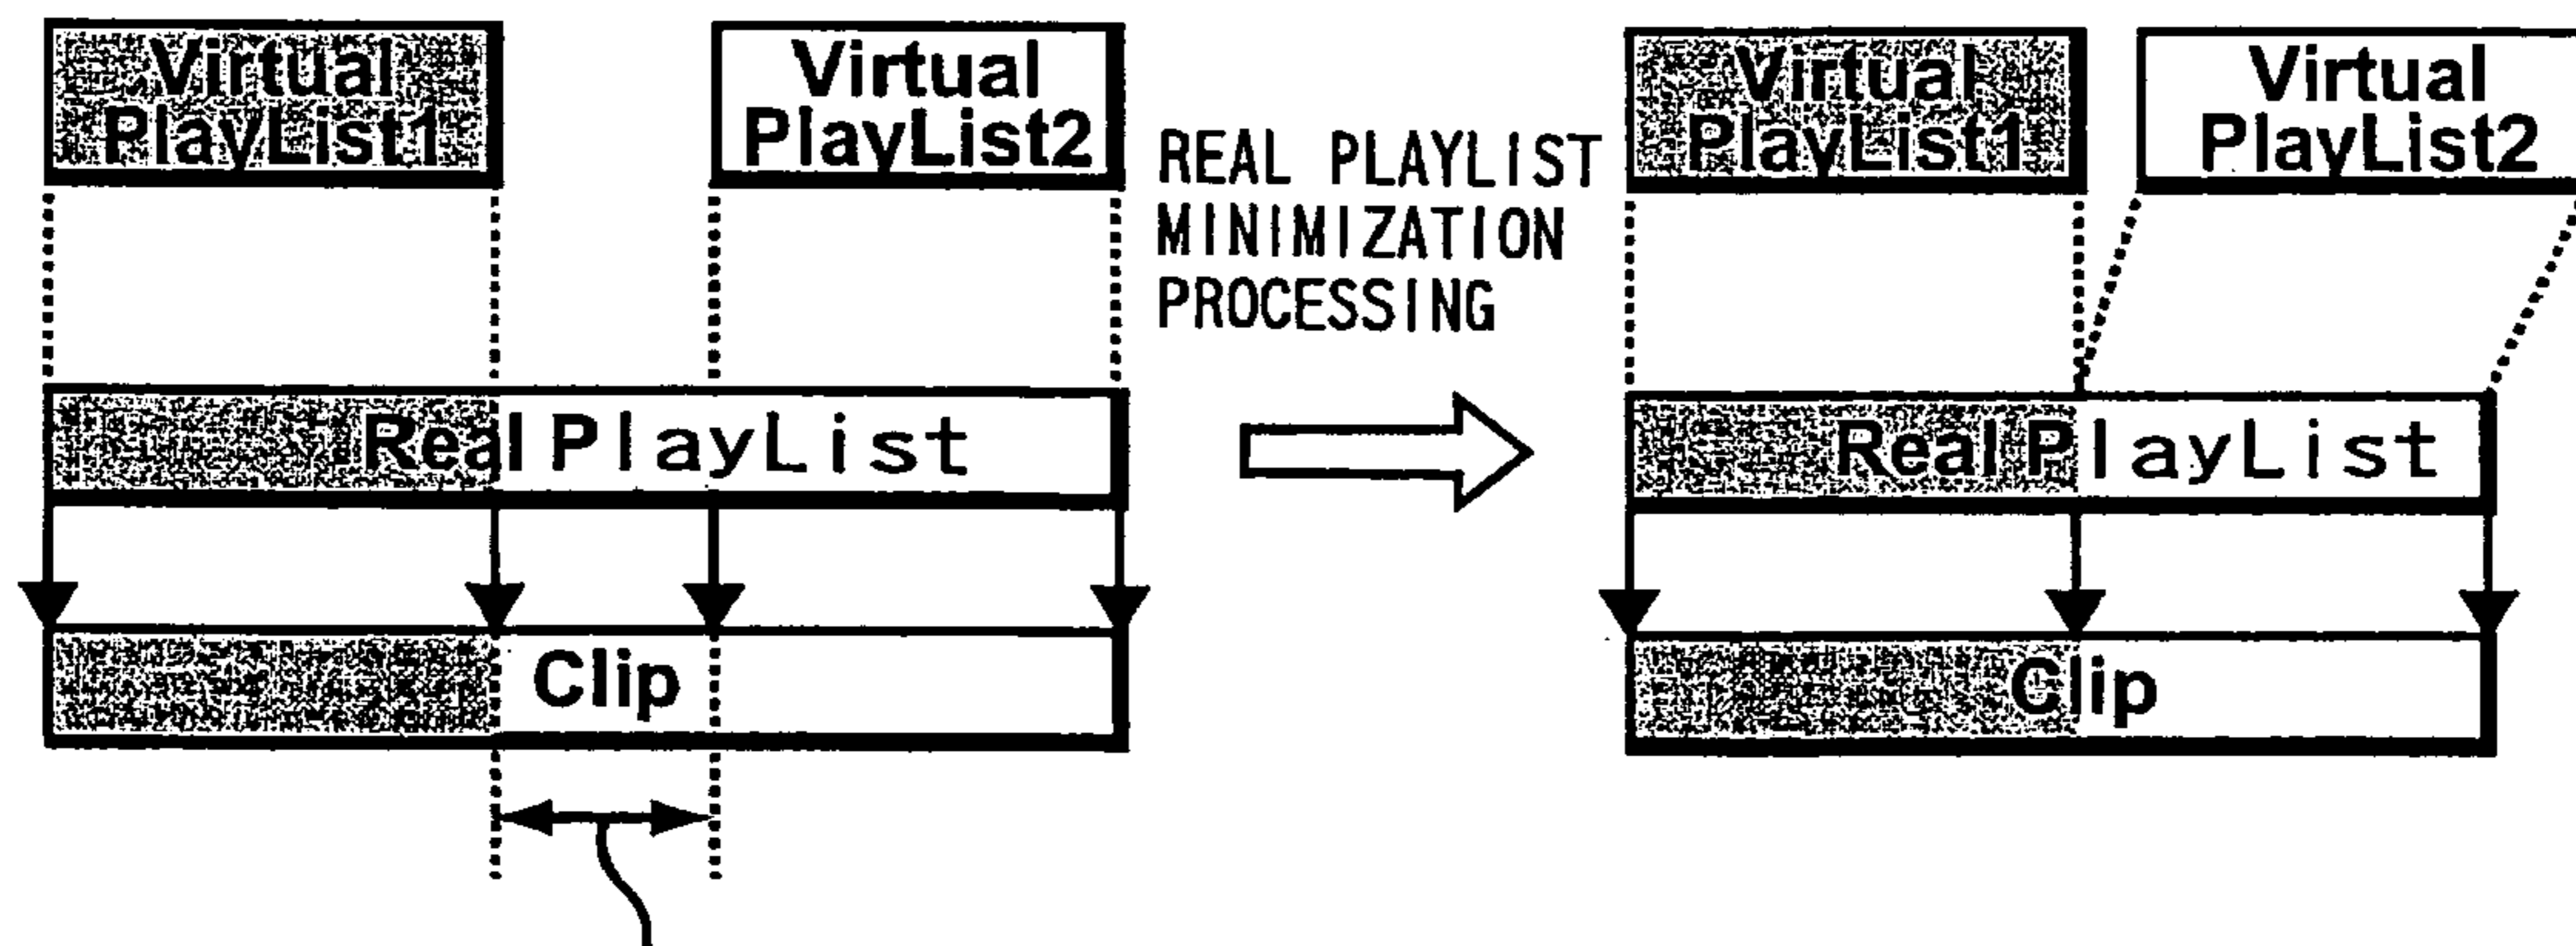 Virtual
PlayList1
Virtual
PlayList2
REAL PLAYLIST
MINIMIZATION
PROCESSING
Virtual
PlayList1
Virtual
PlayList2
Real PlayList
Real PlayList
Clip
Clip